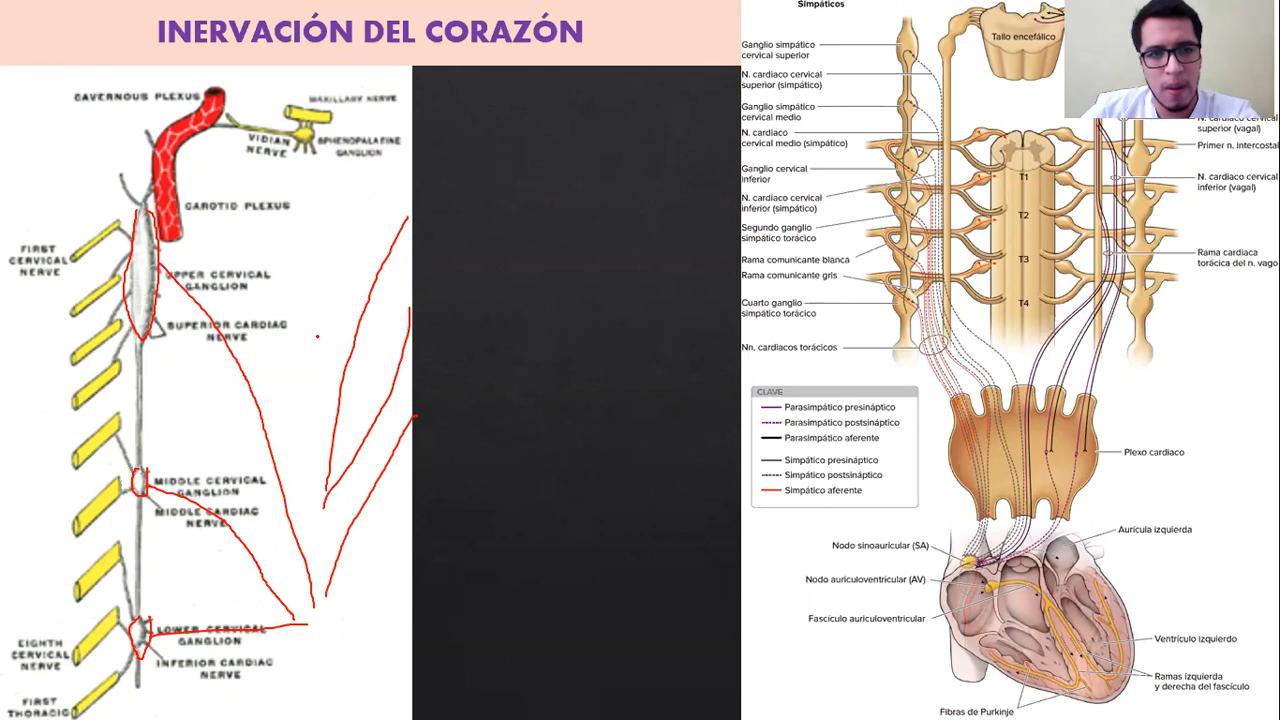 INERVACIÓN DEL CORAZÓN
CAVERNOUS PLEXUS
MAXILLARY NERVE
VIDIAN
NERVE
SPHENOPALATINE
GANGLION
CAROTID PLEXUS
FIRST
CERVICAL
NERVE
UPPER CERVICAL
GANGLION
SUPERIOR CARDIAC
NERVE
MIDDLE CERVICAL
GANGLION
MIDDLE CARDIAC
NERVE
LOWER CERVICAL
GANGLION
INFERIOR CARDIAC
NERVE
EIGHTH
CERVICAL
NERVE
FIRST
THORACIC
Simpáticos
Tallo encefálico
Ganglio simpático
cervical superior
N. cardiaco cervical
superior (simpático)
Ganglio simpático
cervical medio
N. cardiaco
cervical medio (simpático)
Ganglio cervical
inferior
N. cardiaco cervical
inferior (simpático)
Segundo ganglio
simpático torácico
Rama comunicante blanca
Rama comunicante gris
Cuarto ganglio
simpático torácico
Nn. cardiacos torácicos
T1
T2
T3
T4
N. cardiaco cervical
superior (vagal)
Primer n. intercostal
N. cardiaco cervical
inferior (vagal)
Rama cardiaca
torácica del n. vago
CLAVE
Parasimpático presináptico
Parasimpático postsináptico
Parasimpático aferente
Simpático presináptico
Simpático postsináptico
Simpático aferente
Plexo cardiaco
Aurícula izquierda
Nodo sinoauricular (SA)
Nodo auriculoventricular (AV)
Fascículo auriculoventricular
Ventrículo izquierdo
Ramas izquierda
y derecha del fascículo
Fibras de Purkinje